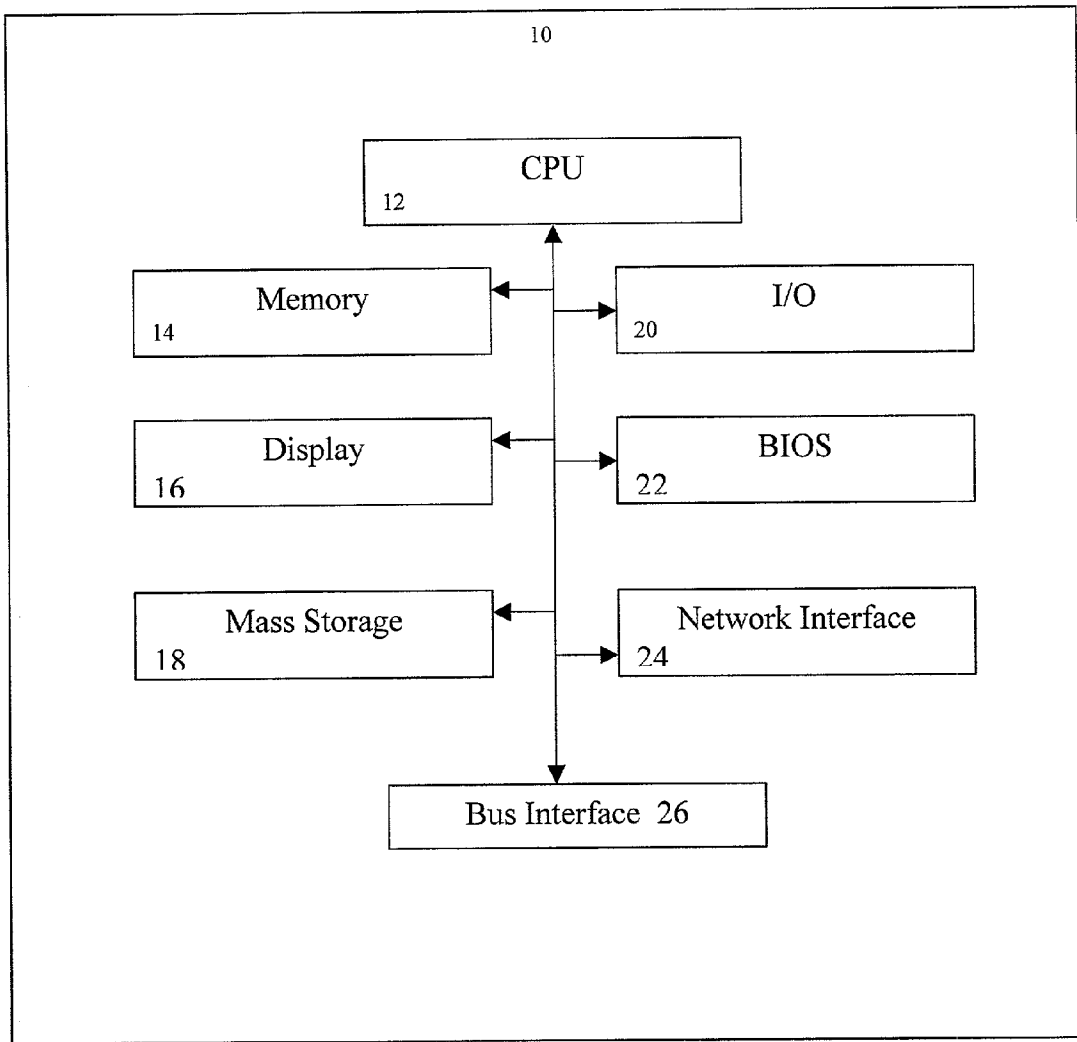 10
CPU
12
Memory
14
I/O
20
Display
16
BIOS
22
Mass Storage
18
Network Interface
24
Bus Interface 26